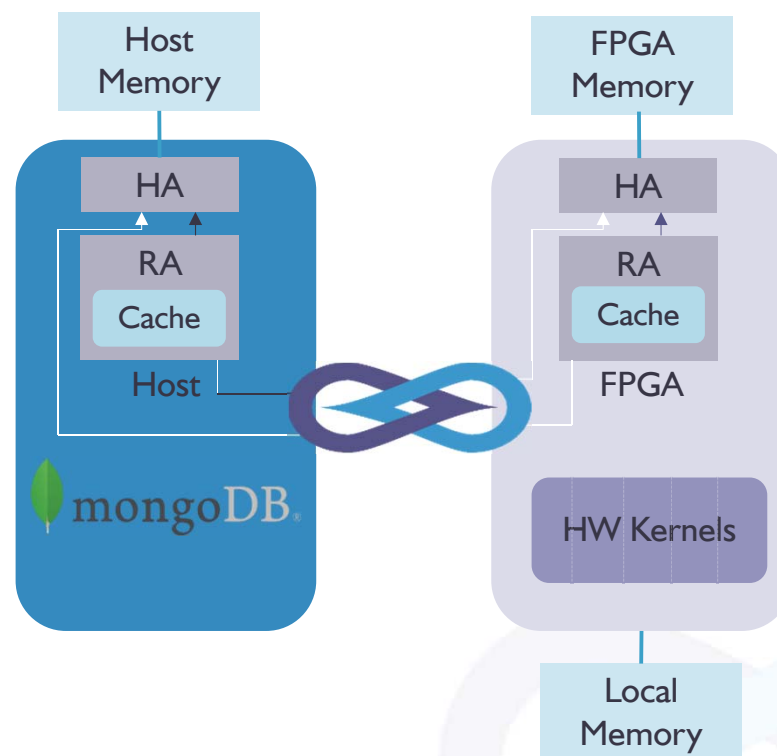 Host
Memory
HA
RA
Cache
Host
mongoDB®
FPGA
Memory
HA
RA
Cache
FPGA
HW Kernels
Local
Memory